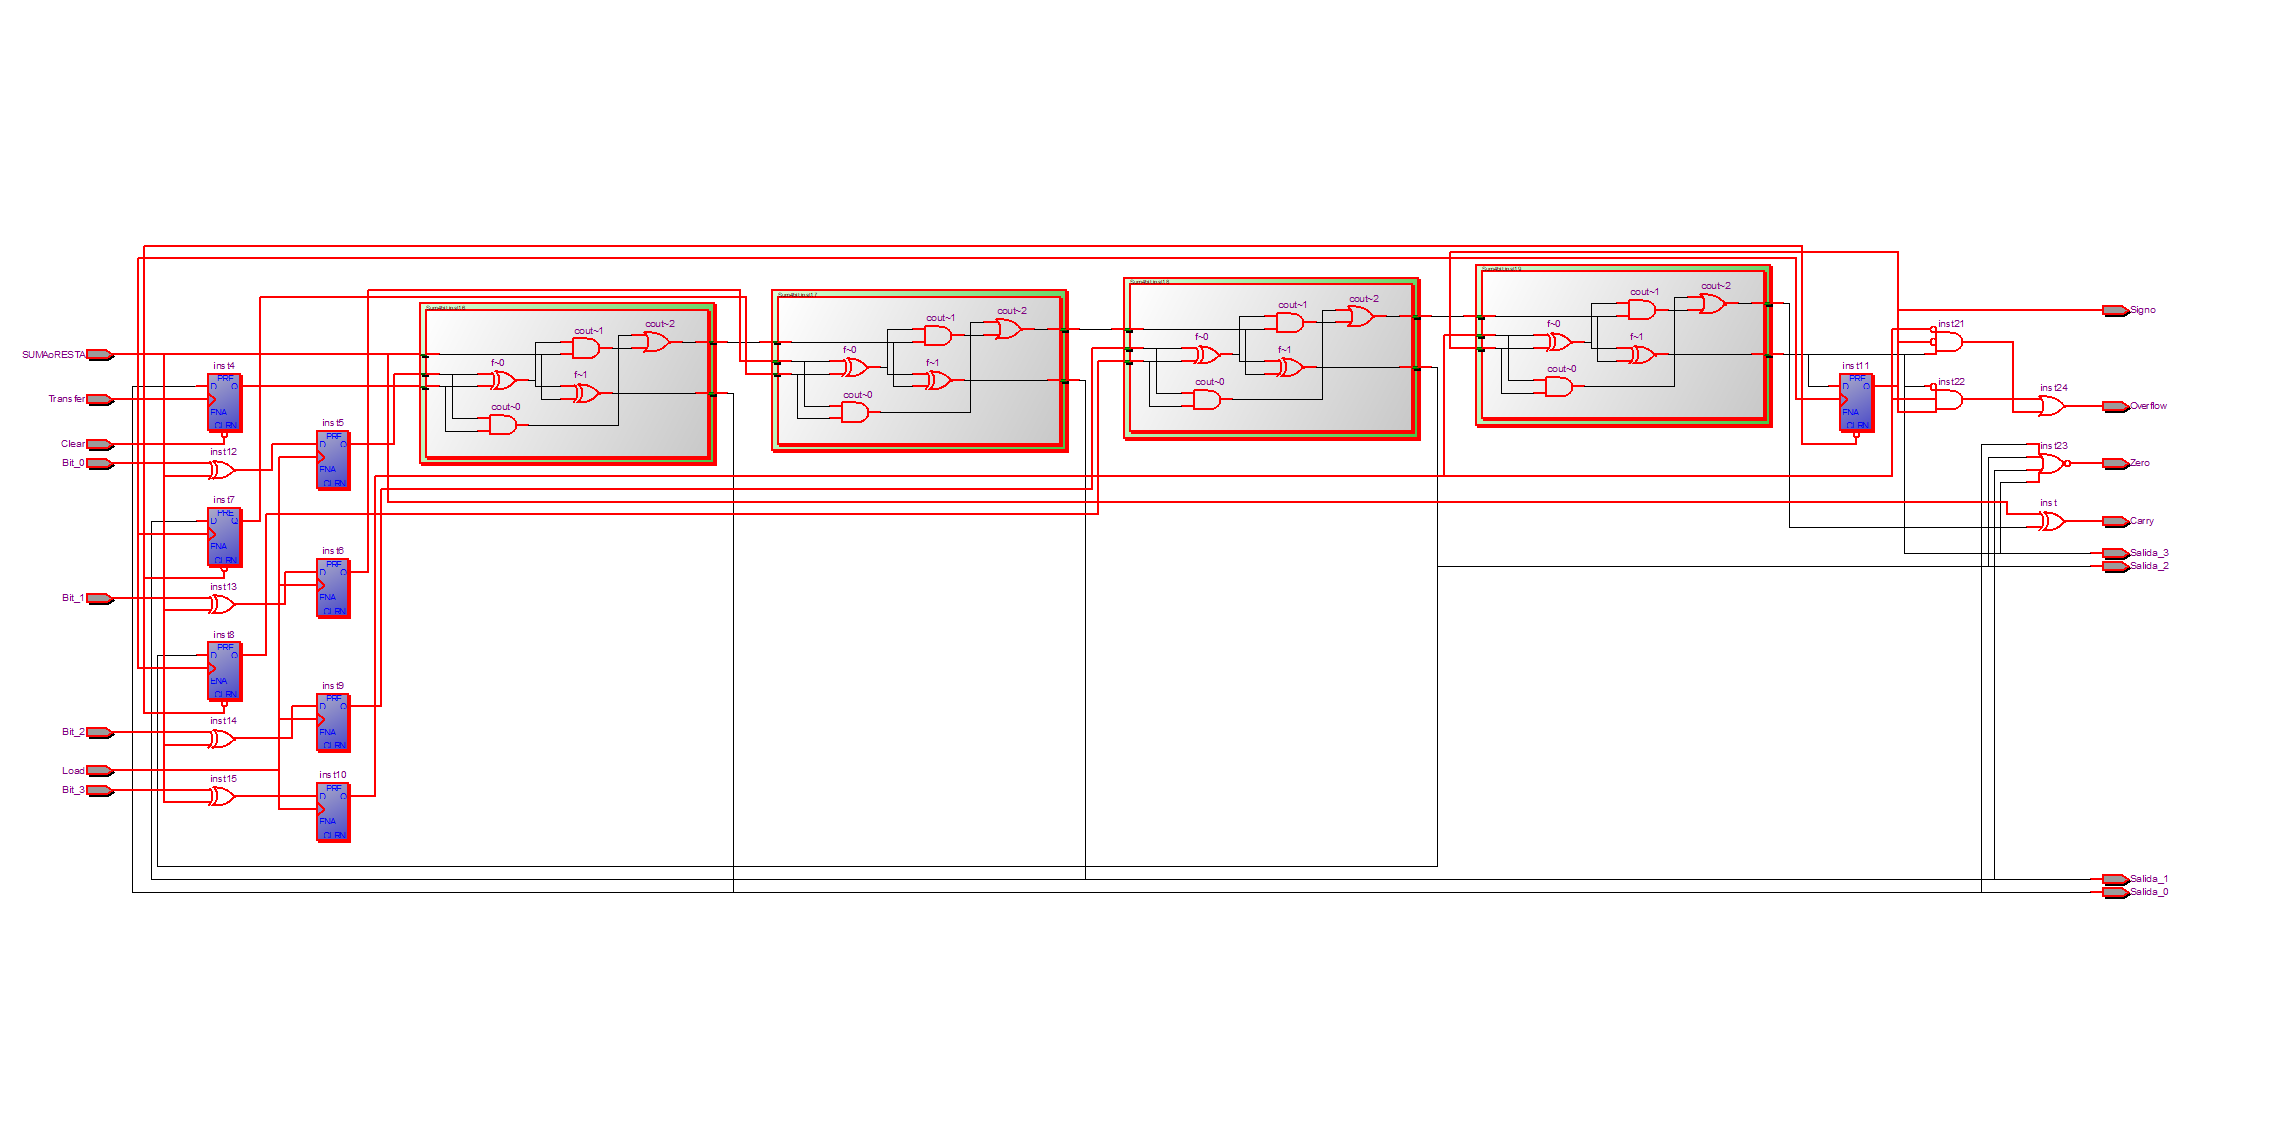 SUMAoRESTA
Transfer
Clear
Bit_0
Bit_1
Bit_2
Load
Bit_3
inst4
PRE
D Q
ENA
CLRN
inst5
PRE
D Q
ENA
CLRN
inst12
inst7
PRE
D Q
ENA
CLRN
inst6
PRE
D Q
ENA
CLRN
inst13
inst8
PRE
D Q
ENA
CLRN
inst9
PRE
D Q
ENA
CLRN
inst14
inst15
inst10
PRE
D Q
ENA
CLRN
cout~1
cout~2
f~0
f~1
cout~0
cout~1
cout~2
f~0
f~1
cout~0
cout~1
cout~2
f~0
f~1
cout~0
cout~1
cout~2
f~0
f~1
cout~0
inst11
PRE
D Q
ENA
CLRN
inst21
inst22
inst24
inst23
inst
Signo
Overflow
Zero
Carry
Salida_3
Salida_2
Salida_1
Salida_0